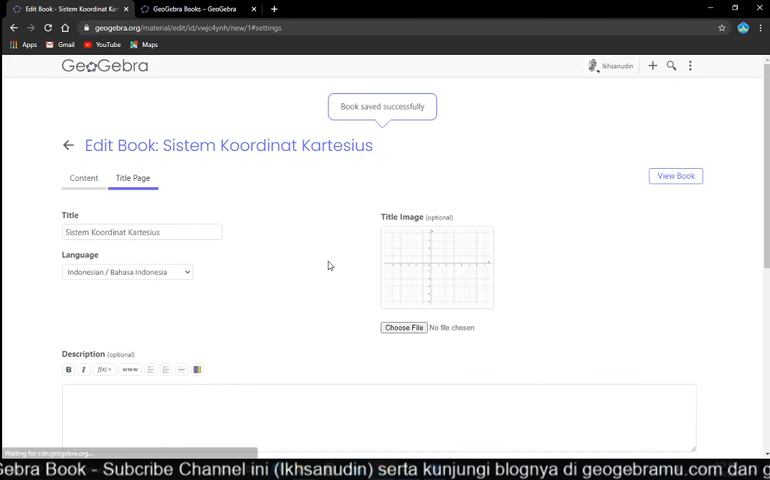 Edit Book: Sistem Koordinat Kar
GeoGebra Books – GeoGebra
geogebra.org/material/edit/id/vwjc4ynh/new/1#settings
Apps Gmail YouTube Maps
GeoGebra
Ikhsanudin
Book saved successfully
Edit Book: Sistem Koordinat Kartesius
Content Title Page
View Book
Title
Sistem Koordinat Kartesius
Title Image (optional)
Language
Indonesian / Bahasa Indonesia
Choose File No file chosen
Description (optional)
B I f(x) = www
Waiting for cdn.geogebra.org...
Gebra Book - Subcribe Channel ini (Ikhsanudin) serta kunjungi blognya di geogebramu.com dan g